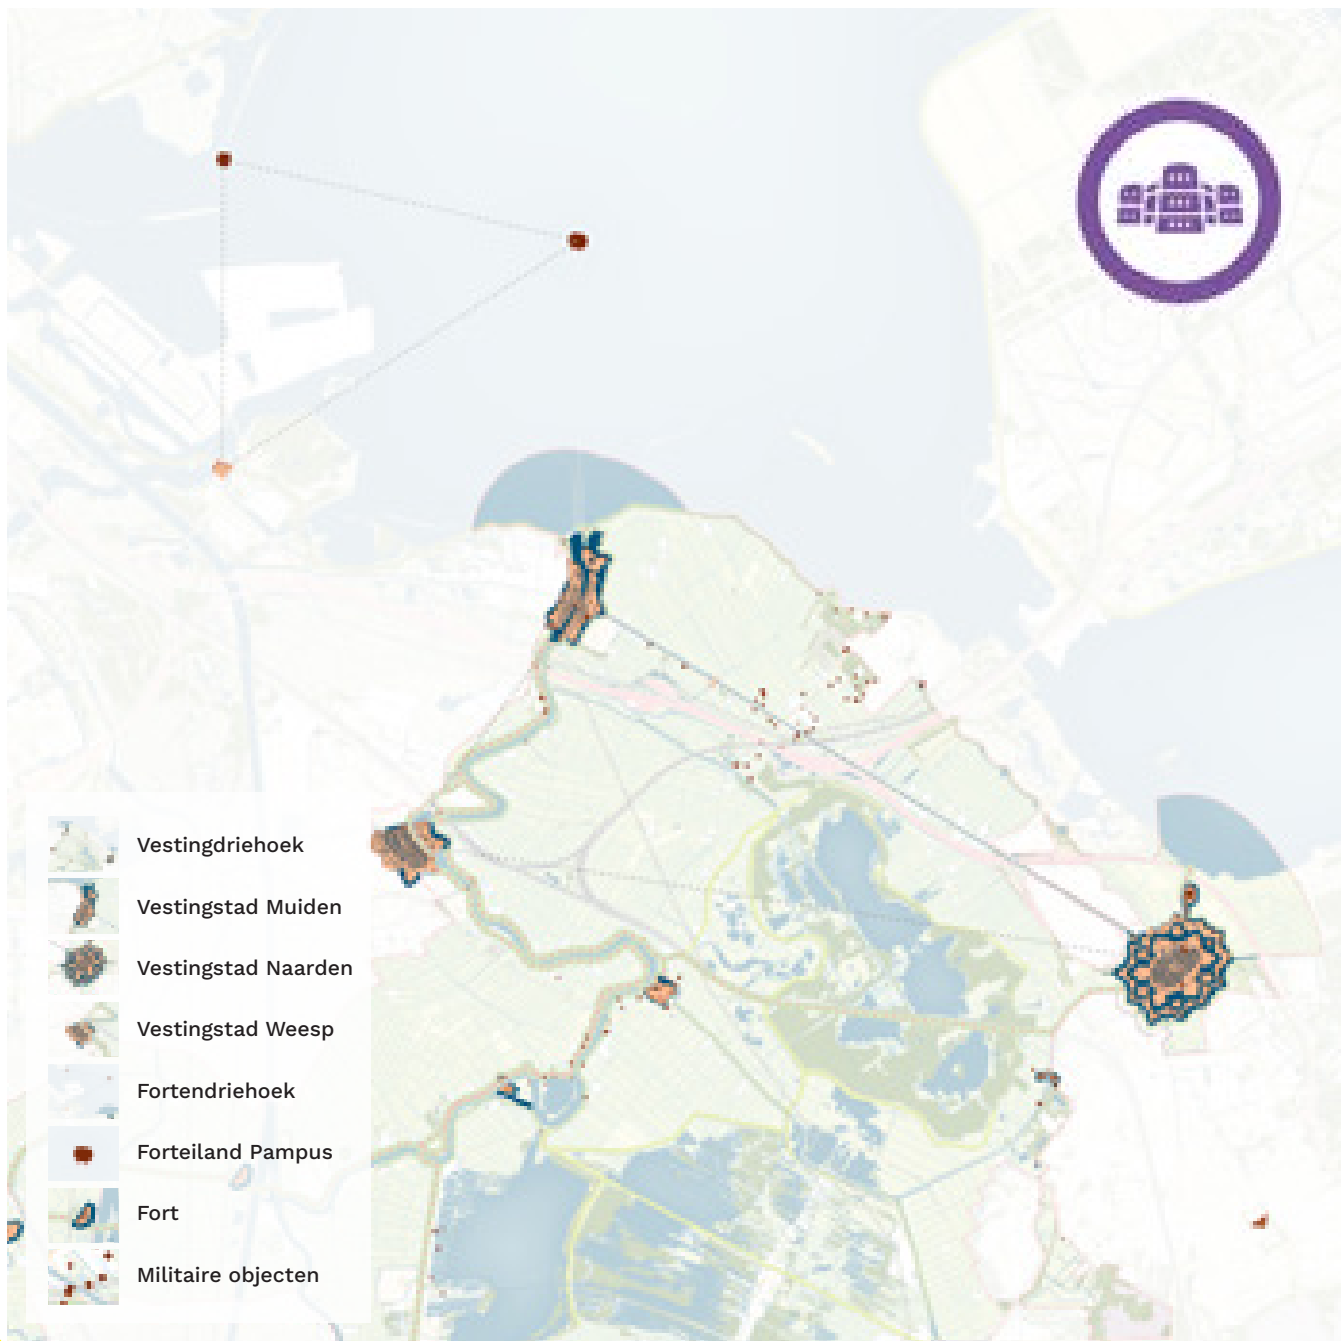 Vestingdriehoek
Vestingstad Muiden
Vestingstad Naarden
Vestingstad Weesp
Fortendriehoek
Forteiland Pampus
Fort
Militaire objecten